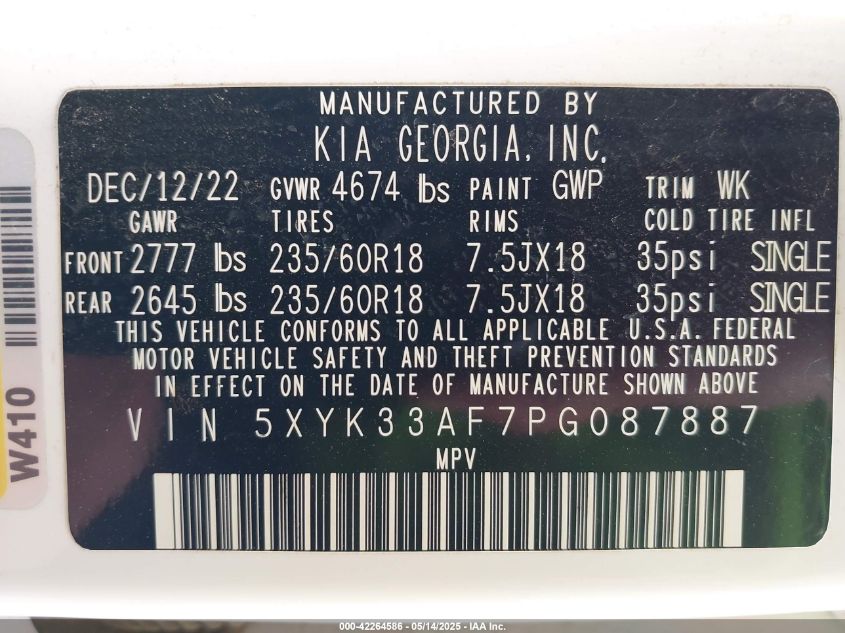 MANUFACTURED BY
KIA GEORGIA, INC.
DEC/12/22 GVWR 4674 lbs PAINT GWP TRIM WK
GAWR TIRES RIMS COLD TIRE INFL
FRONT 2777 lbs 235/60R18 7.5JX18 35psi SINGLE
REAR 2645 lbs 235/60R18 7.5JX18 35psi SINGLE
THIS VEHICLE CONFORMS TO ALL APPLICABLE U.S.A. FEDERAL
MOTOR VEHICLE SAFETY AND THEFT PREVENTION STANDARDS
IN EFFECT ON THE DATE OF MANUFACTURE SHOWN ABOVE
VIN 5XYK33AF7PG087887
MPV
W410
000-42264586 - 05/14/2025 - IAA Inc.